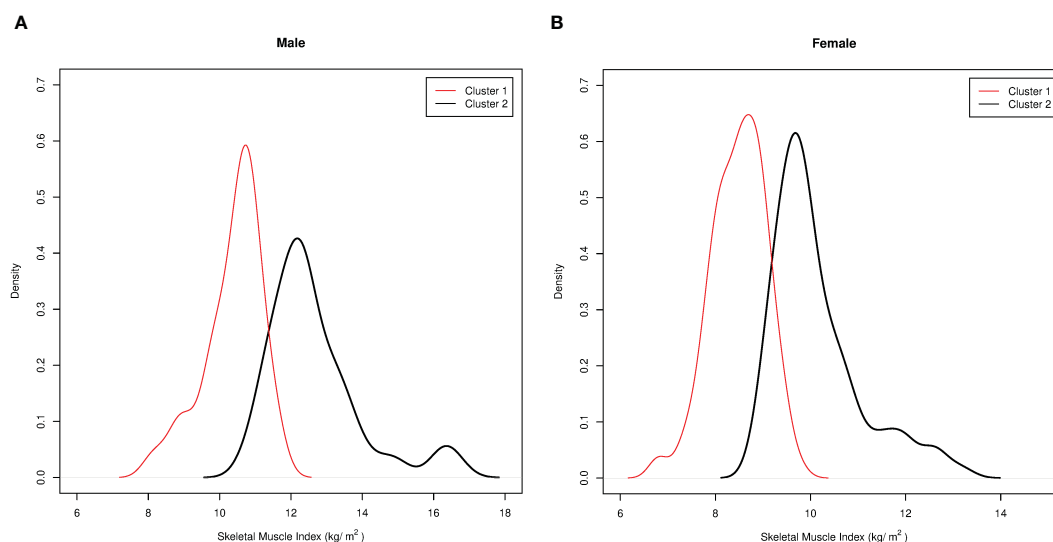 A
Male
0.7
0.6
0.5
0.4
0.3
0.2
0.1
0.0
Density
Cluster 1
Cluster 2
6 8 10 12 14 16 18
Skeletal Muscle Index (kg/ m²)
B
Female
0.7
0.6
0.5
0.4
0.3
0.2
0.1
0.0
Density
Cluster 1
Cluster 2
6 8 10 12 14
Skeletal Muscle Index (kg/ m²)